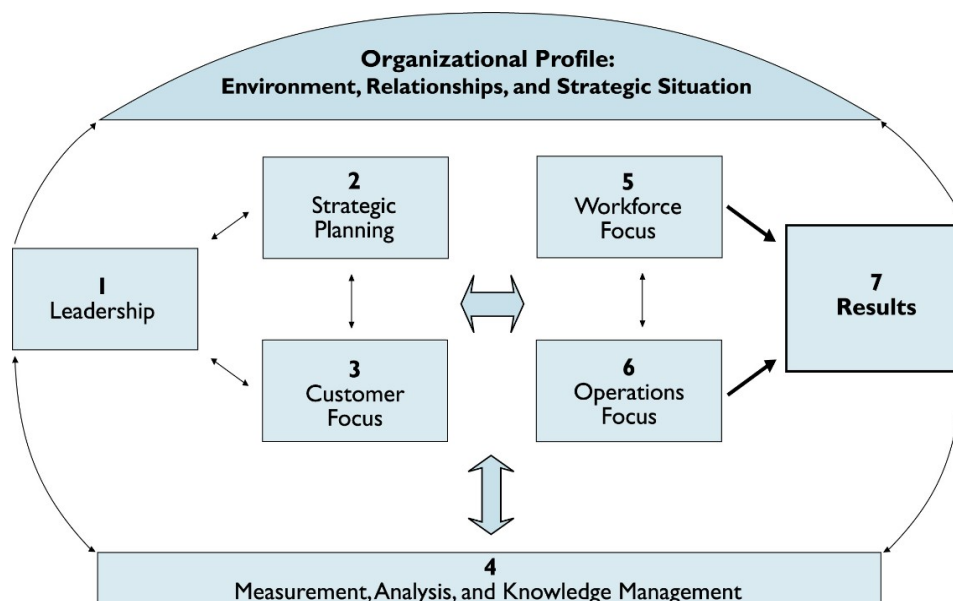 Organizational Profile:
Environment, Relationships, and Strategic Situation
2
Strategic
Planning
5
Workforce
Focus
1
Leadership
7
Results
3
Customer
Focus
6
Operations
Focus
4
Measurement, Analysis, and Knowledge Management